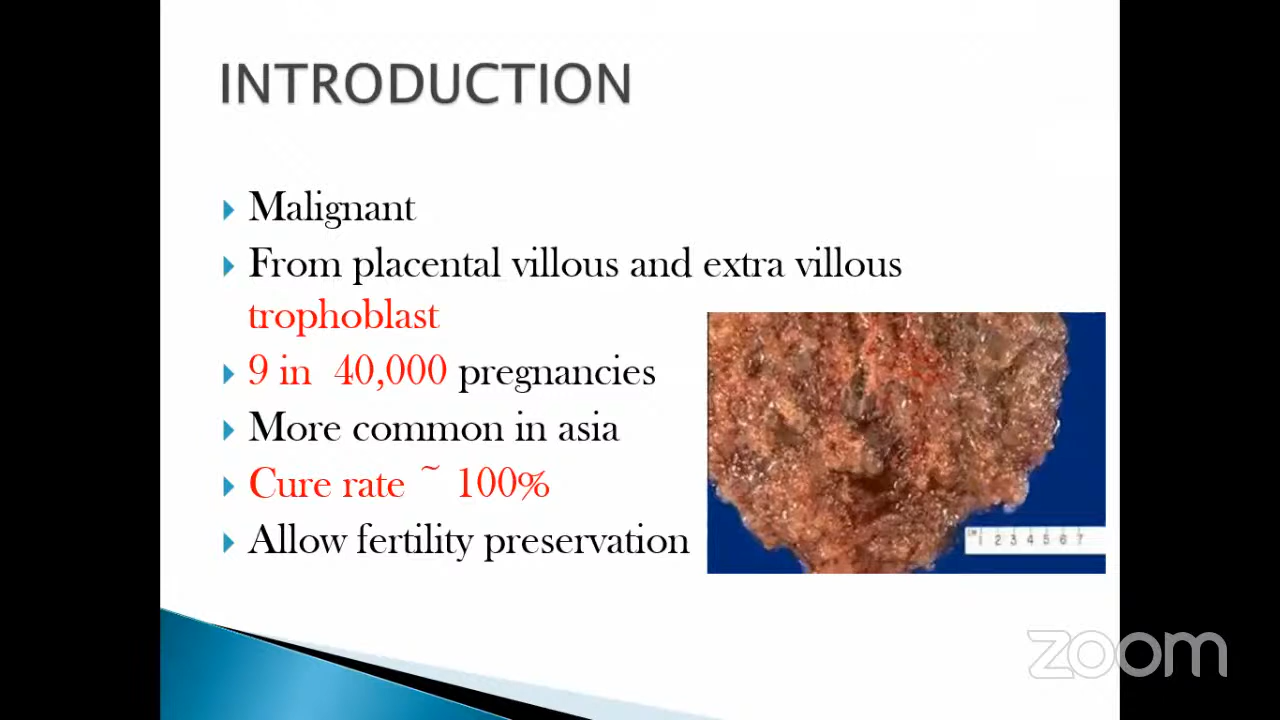 INTRODUCTION
Malignant
From placental villous and extra villous
trophoblast
9 in 40,000 pregnancies
More common in asia
Cure rate ~ 100%
Allow fertility preservation
cm 1 2 3 4 5 6 7
zoom